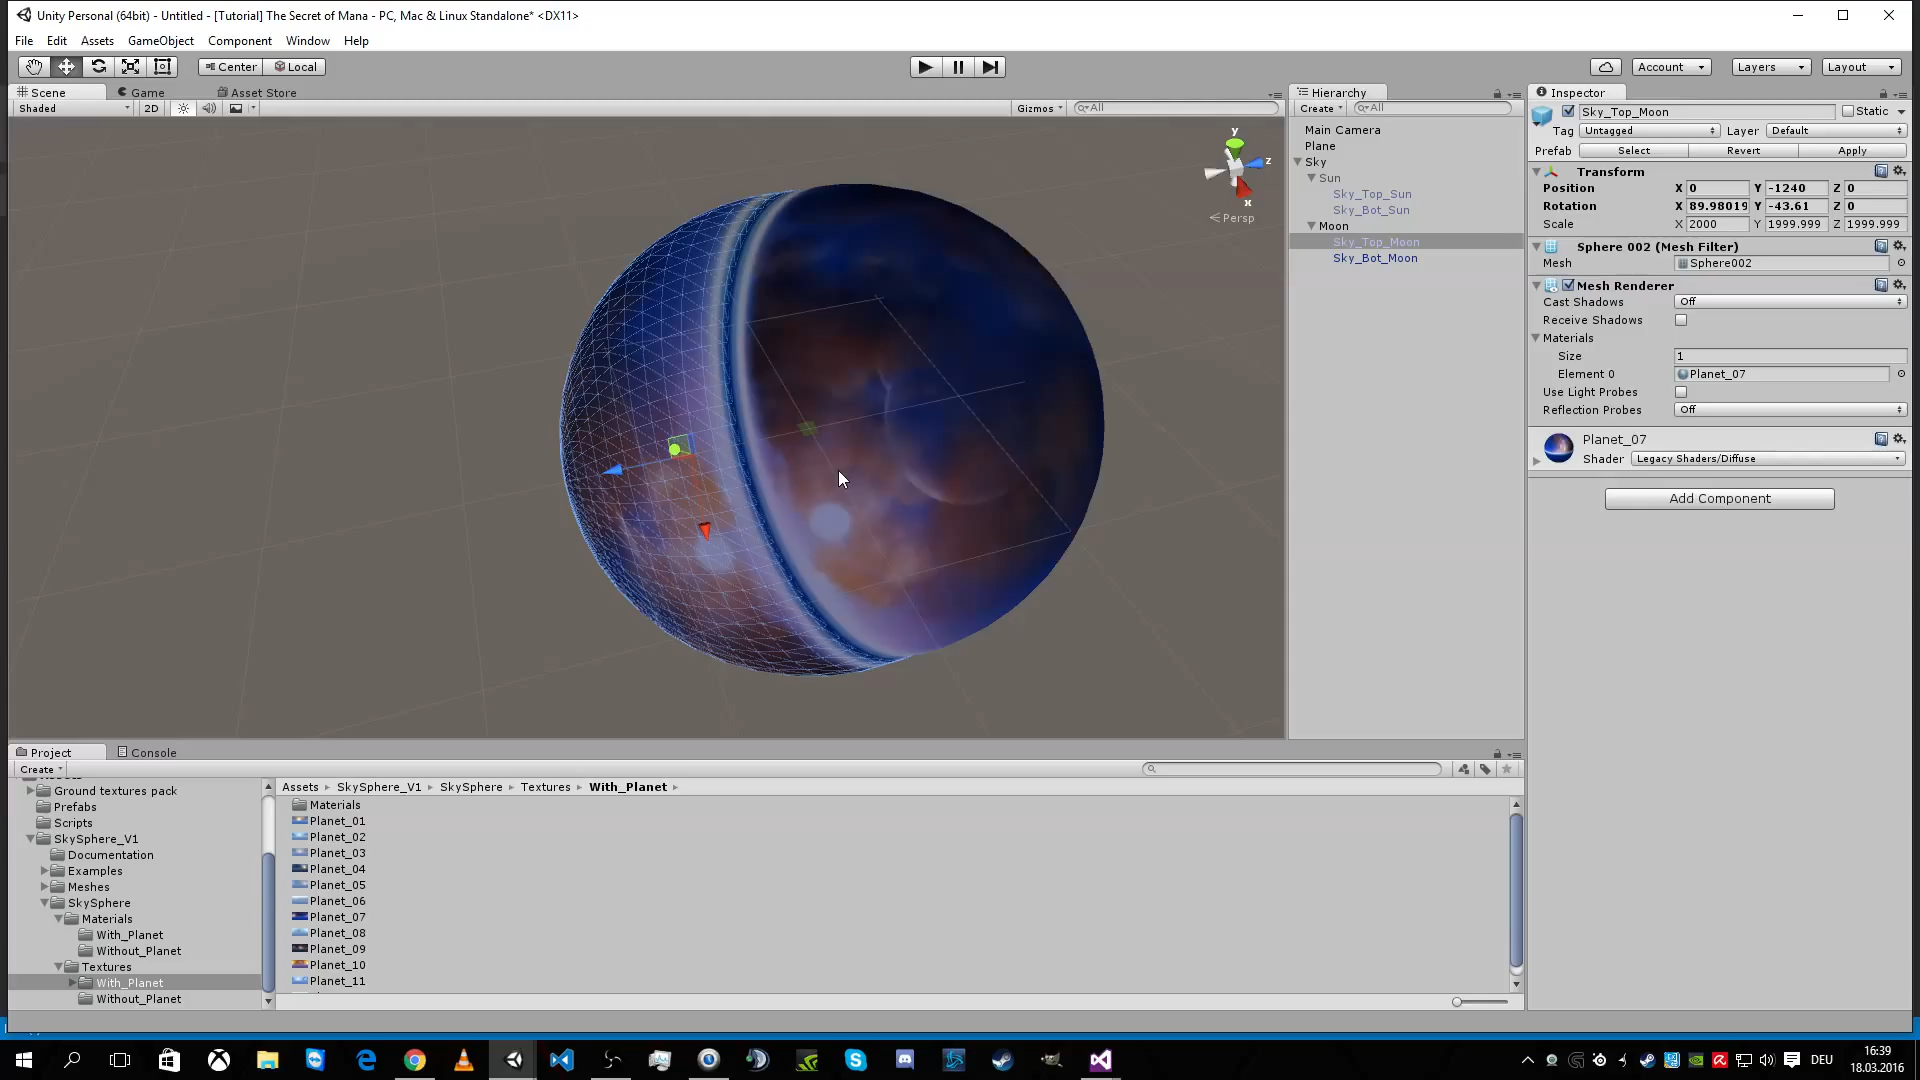 Unity Personal (64bit) - Untitled - [Tutorial] The Secret of Mana - PC, Mac & Linux Standalone* <DX11>
File Edit Assets GameObject Component Window Help
Center Local Account Layers Layout
Scene Game Asset Store
Shaded 2D Gizmos All
y
z
x
Persp
Hierarchy
Create All
Main Camera
Plane
Sky
Sun
Sky_Top_Sun
Sky_Bot_Sun
Moon
Sky_Top_Moon
Sky_Bot_Moon
Inspector
Sky_Top_Moon Static
Tag Untagged Layer Default
Prefab Select Revert Apply
Transform
Position X 0 Y -1240 Z 0
Rotation X 89.98019 Y -43.61 Z 0
Scale X 2000 Y 1999.999 Z 1999.999
Sphere 002 (Mesh Filter)
Mesh Sphere002
Mesh Renderer
Cast Shadows Off
Receive Shadows
Materials
Size 1
Element 0 Planet_07
Use Light Probes
Reflection Probes Off
Planet_07
Shader Legacy Shaders/Diffuse
Add Component
Project Console
Create
Ground textures pack
Prefabs
Scripts
SkySphere_V1
Documentation
Examples
Meshes
SkySphere
Materials
With_Planet
Without_Planet
Textures
With_Planet
Without_Planet
Assets SkySphere_V1 SkySphere Textures With_Planet
Materials
Planet_01
Planet_02
Planet_03
Planet_04
Planet_05
Planet_06
Planet_07
Planet_08
Planet_09
Planet_10
Planet_11
DEU
16:39
18.03.2016